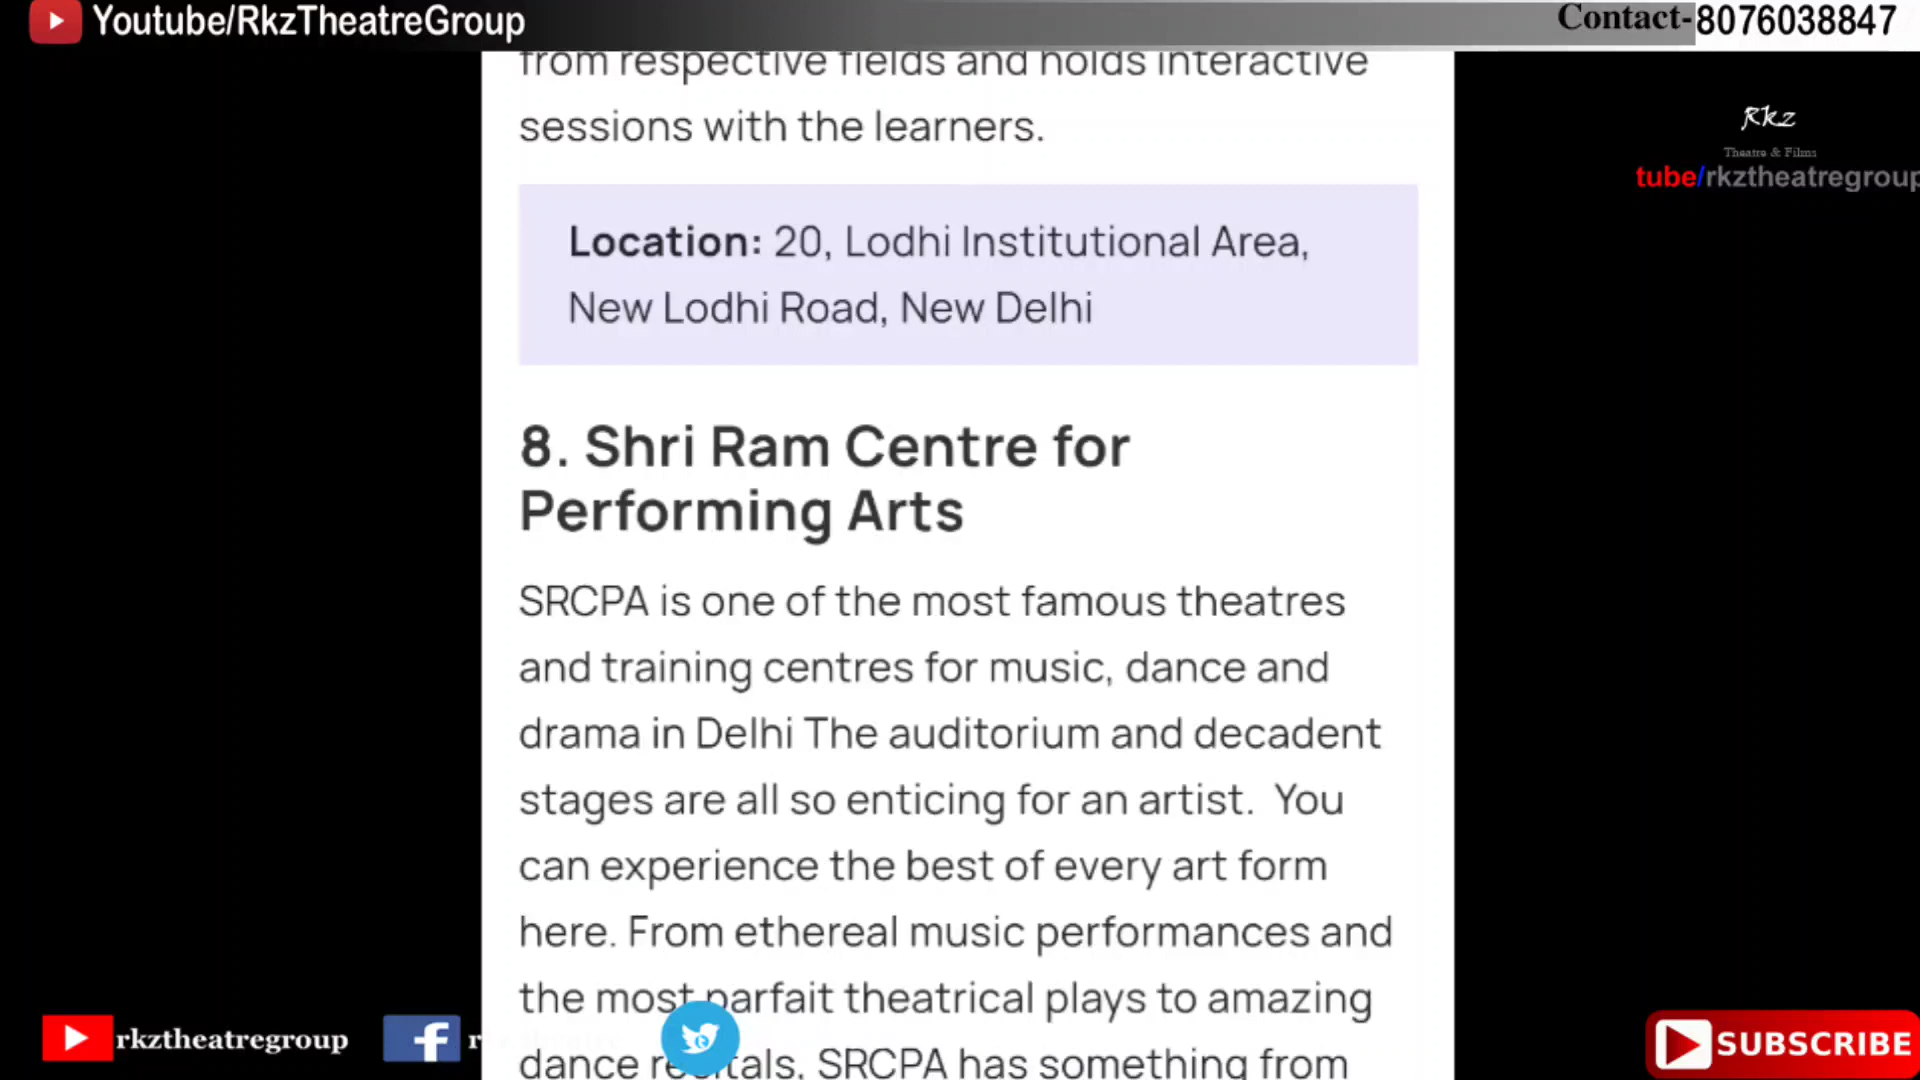 Youtube/RkzTheatreGroup
Contact-8076038847
from respective fields and holds interactive
sessions with the learners.
Rkz
Theatre & Films
tube/rkztheatregroup
Location: 20, Lodhi Institutional Area,
New Lodhi Road, New Delhi
8. Shri Ram Centre for
Performing Arts
SRCPA is one of the most famous theatres
and training centres for music, dance and
drama in Delhi The auditorium and decadent
stages are all so enticing for an artist. You
can experience the best of every art form
here. From ethereal music performances and
the most parfait theatrical plays to amazing
dance recitals, SRCPA has something from
rkztheatregroup
SUBSCRIBE